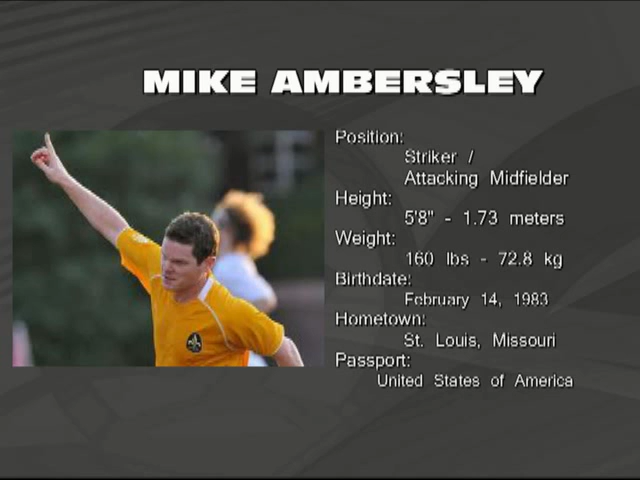 MIKE AMBERSLEY
Position:
Striker /
Attacking Midfielder
Height:
5'8" - 1.73 meters
Weight:
160 lbs - 72.8 kg
Birthdate:
February 14, 1983
Hometown:
St. Louis, Missouri
Passport:
United States of America